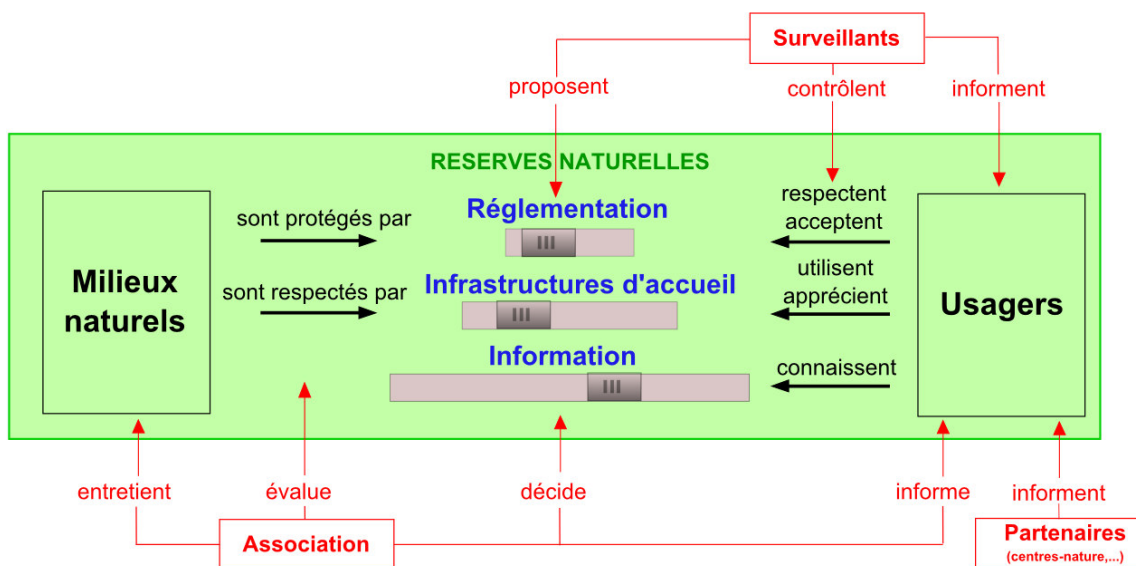 Surveillants
proposent
contrôlent
informent
RESERVES NATURELLES
Milieux
naturels
sont protégés par
sont respectés par
Réglementation
Infrastructures d'accueil
Information
respectent
acceptent
utilisent
apprécient
connaissent
Usagers
entretient
évalue
décide
informe
informent
Association
Partenaires
(centres-nature,...)